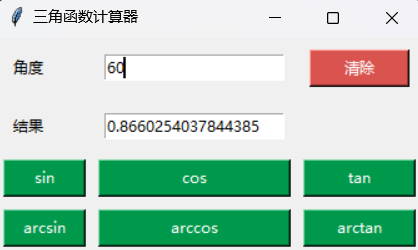 三角函数计算器
角度 60 清除
结果 0.8660254037844385
sin cos tan
arcsin arccos arctan